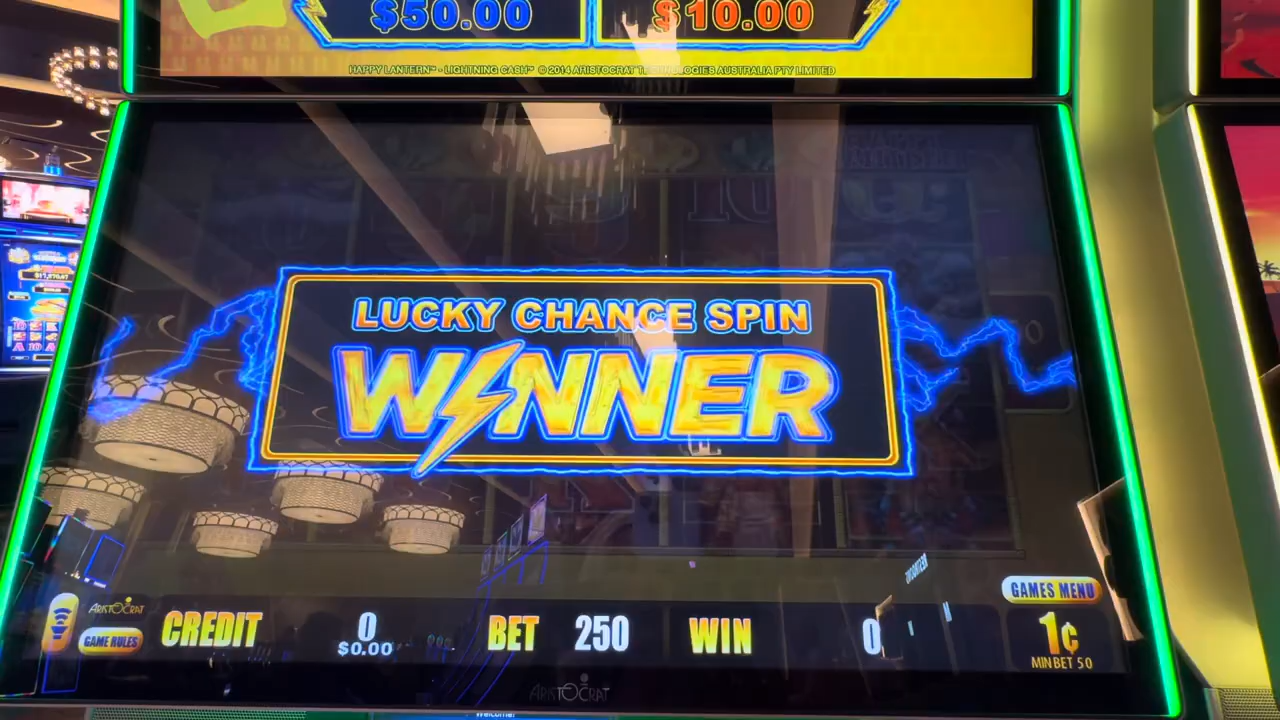 $50.00
$10.00
HAPPY LANTERN™ - LIGHTNING CASH™ © 2014 ARISTOCRAT TECHNOLOGIES AUSTRALIA PTY LIMITED
LUCKY CHANCE SPIN
WINNER
GAMES MENU
ARISTOCRAT
GAME RULES
CREDIT
0
$0.00
BET
250
WIN
0
1¢
MIN BET 50
ARISTOCRAT
Welcome!